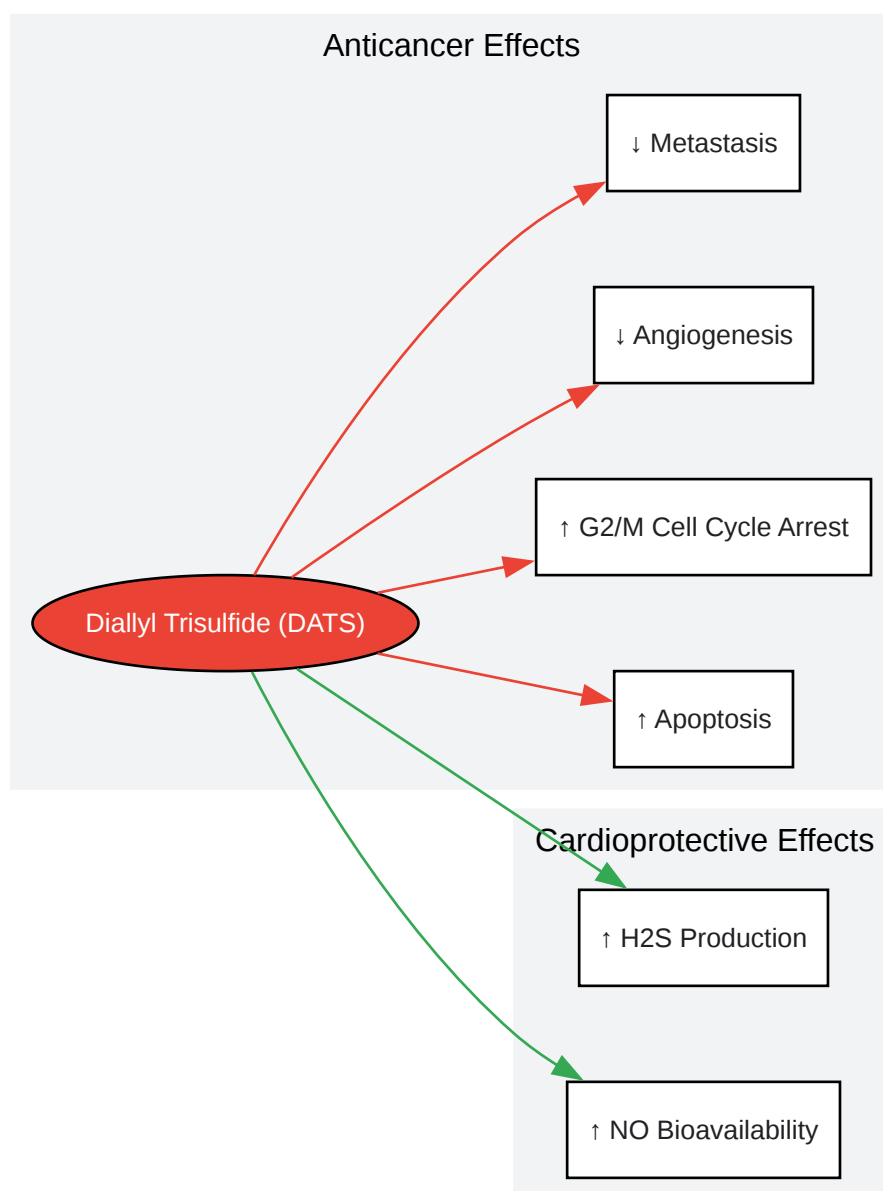 Anticancer Effects
↓ Metastasis
↓ Angiogenesis
↑ G2/M Cell Cycle Arrest
Diallyl Trisulfide (DATS)
↑ Apoptosis
Cardioprotective Effects
↑ H2S Production
↑ NO Bioavailability